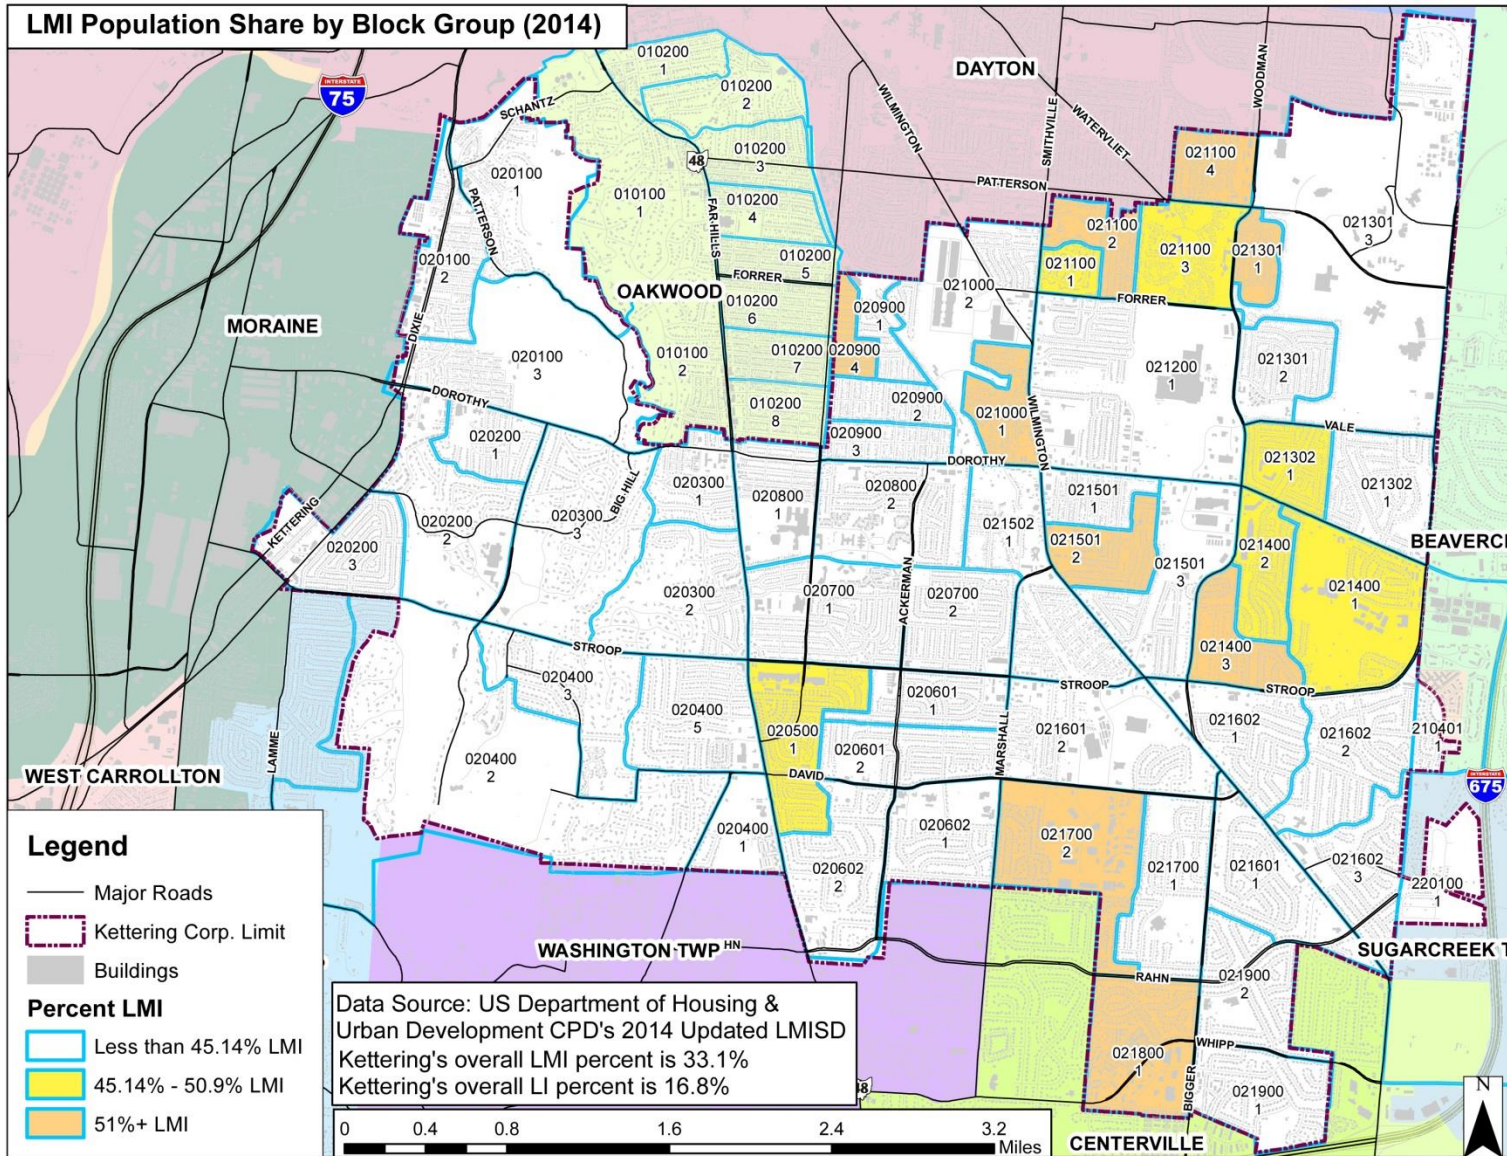 LMI Population Share by Block Group (2014)
INTERSTATE
75
SCHANTZ
010200
1
010200
2
DAYTON
WILMINGTON
SMITHVILLE
WATERVLIET
WOODMAN
48
010200
3
PATTERSON
021100
4
020100
1
PATTERSON
010100
1
FAR HILLS
010200
4
021100
2
021100
3
021301
1
021301
3
020100
2
010200
5
021100
1
FORRER
FORRER
OAKWOOD
021000
2
MORAINE
DIXIE
010200
6
020900
1
020100
3
010100
2
010200
7
020900
4
021200
1
021301
2
DOROTHY
010200
8
020900
2
021000
1
WILMINGTON
VALE
020200
1
020900
3
DOROTHY
021302
1
021302
1
BIG HILL
020300
1
020800
1
020800
2
021501
1
KETTERING
020200
2
020300
3
021502
1
021501
2
021400
2
BEAVERC
020200
3
ACKERMAN
021501
3
021400
1
020300
2
020700
1
020700
2
STROOP
021400
3
020400
3
STROOP
STROOP
020400
5
020500
1
020601
1
MARSHALL
021601
2
021602
1
021602
2
210401
1
LAMME
020400
2
020601
2
WEST CARROLLTON
DAVID
INTERSTATE
675
020400
1
020602
1
021700
2
021700
1
021601
1
021602
3
020602
2
220100
1
WASHINGTON TWP
HN
SUGARCREEK T
RAHN
021900
2
021800
1
WHIPP
BIGGER
021900
1
CENTERVILLE
Legend
Major Roads
Kettering Corp. Limit
Buildings
Percent LMI
Less than 45.14% LMI
45.14% - 50.9% LMI
51%+ LMI
Data Source: US Department of Housing &
Urban Development CPD's 2014 Updated LMISD
Kettering's overall LMI percent is 33.1%
Kettering's overall LI percent is 16.8%
48
0 0.4 0.8 1.6 2.4 3.2
Miles
N